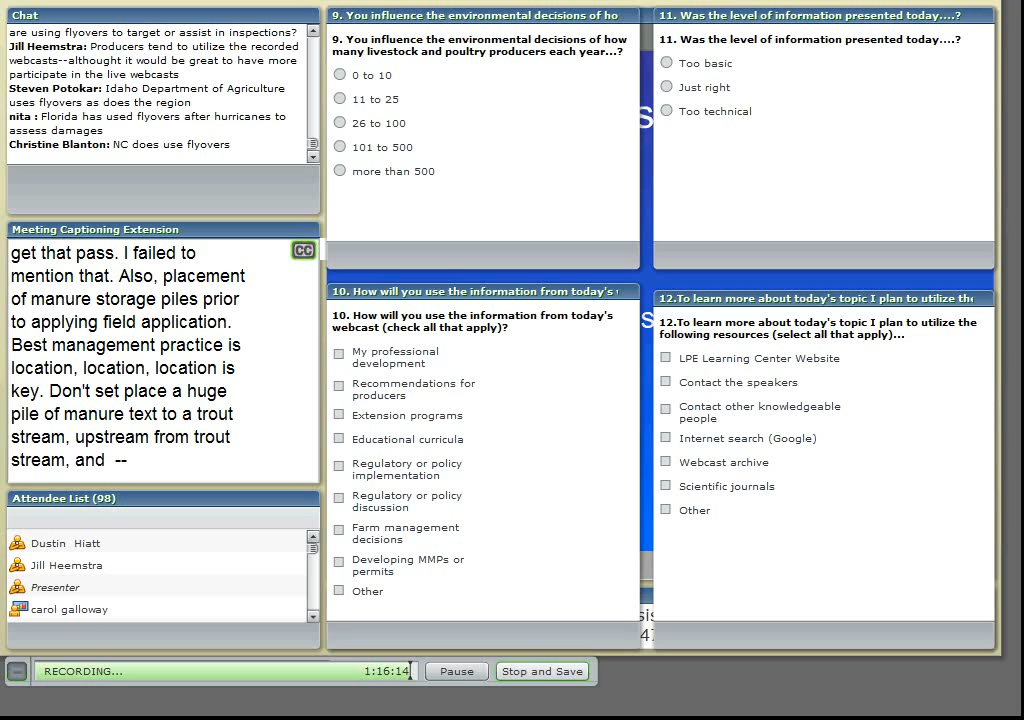 Chat
are using flyovers to target or assist in inspections?
Jill Heemstra: Producers tend to utilize the recorded
webcasts--althought it would be great to have more
participate in the live webcasts
Steven Potokar: Idaho Department of Agriculture
uses flyovers as does the region
nita : Florida has used flyovers after hurricanes to
assess damages
Christine Blanton: NC does use flyovers
Meeting Captioning Extension
CC
get that pass. I failed to
mention that. Also, placement
of manure storage piles prior
to applying field application.
Best management practice is
location, location, location is
key. Don't set place a huge
pile of manure text to a trout
stream, upstream from trout
stream, and --
Attendee List (98)
Dustin Hiatt
Jill Heemstra
Presenter
carol galloway
9. You influence the environmental decisions of ho
9. You influence the environmental decisions of how
many livestock and poultry producers each year...?
0 to 10
11 to 25
26 to 100
101 to 500
more than 500
10. How will you use the information from today's
10. How will you use the information from today's
webcast (check all that apply)?
My professional
development
Recommendations for
producers
Extension programs
Educational curricula
Regulatory or policy
implementation
Regulatory or policy
discussion
Farm management
decisions
Developing MMPs or
permits
Other
11. Was the level of information presented today....?
11. Was the level of information presented today....?
Too basic
Just right
Too technical
12.To learn more about today's topic I plan to utilize the
12.To learn more about today's topic I plan to utilize the
following resources (select all that apply)...
LPE Learning Center Website
Contact the speakers
Contact other knowledgeable
people
Internet search (Google)
Webcast archive
Scientific journals
Other
RECORDING...
1:16:14
Pause
Stop and Save